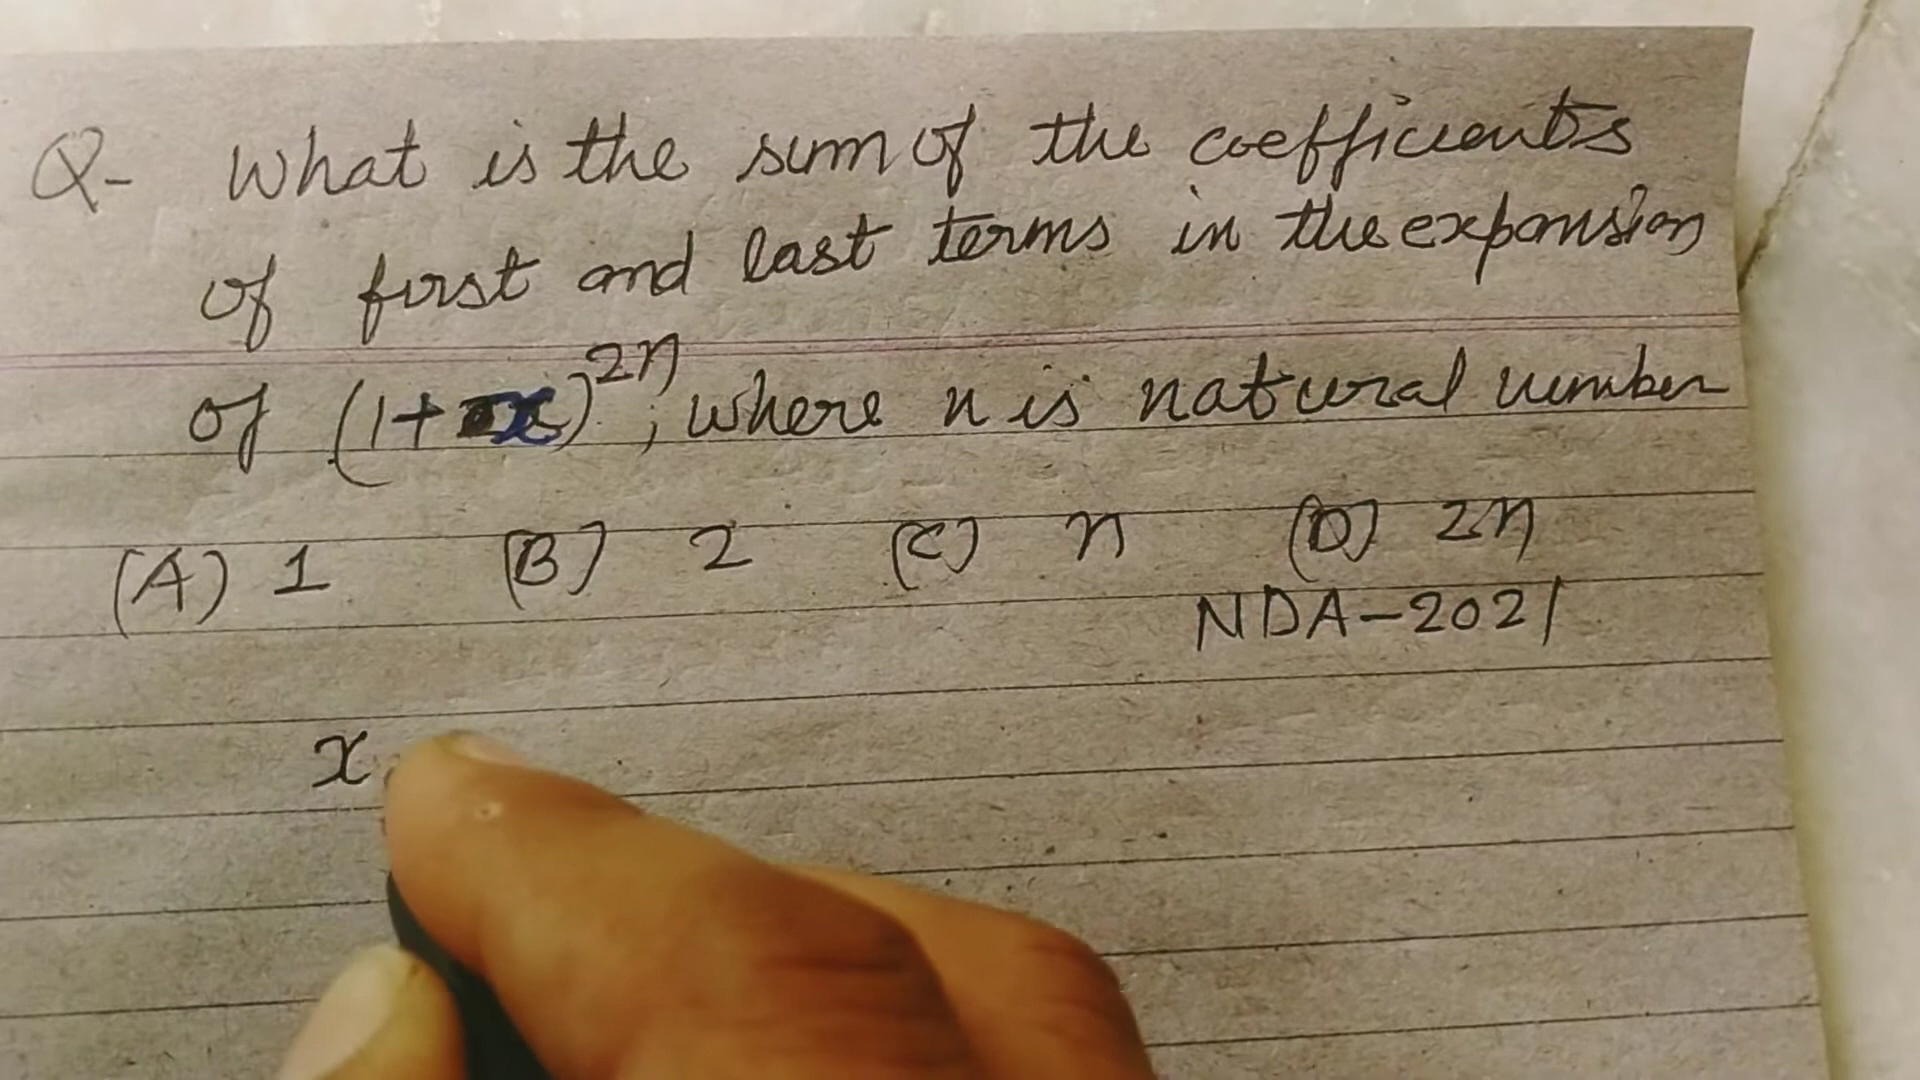 Q- What is the sum of the coefficients
of first and last terms in the expansion
of (1+x)^2n, where n is natural number
(A) 1 (B) 2 (C) n (D) 2n
NDA-2021
x